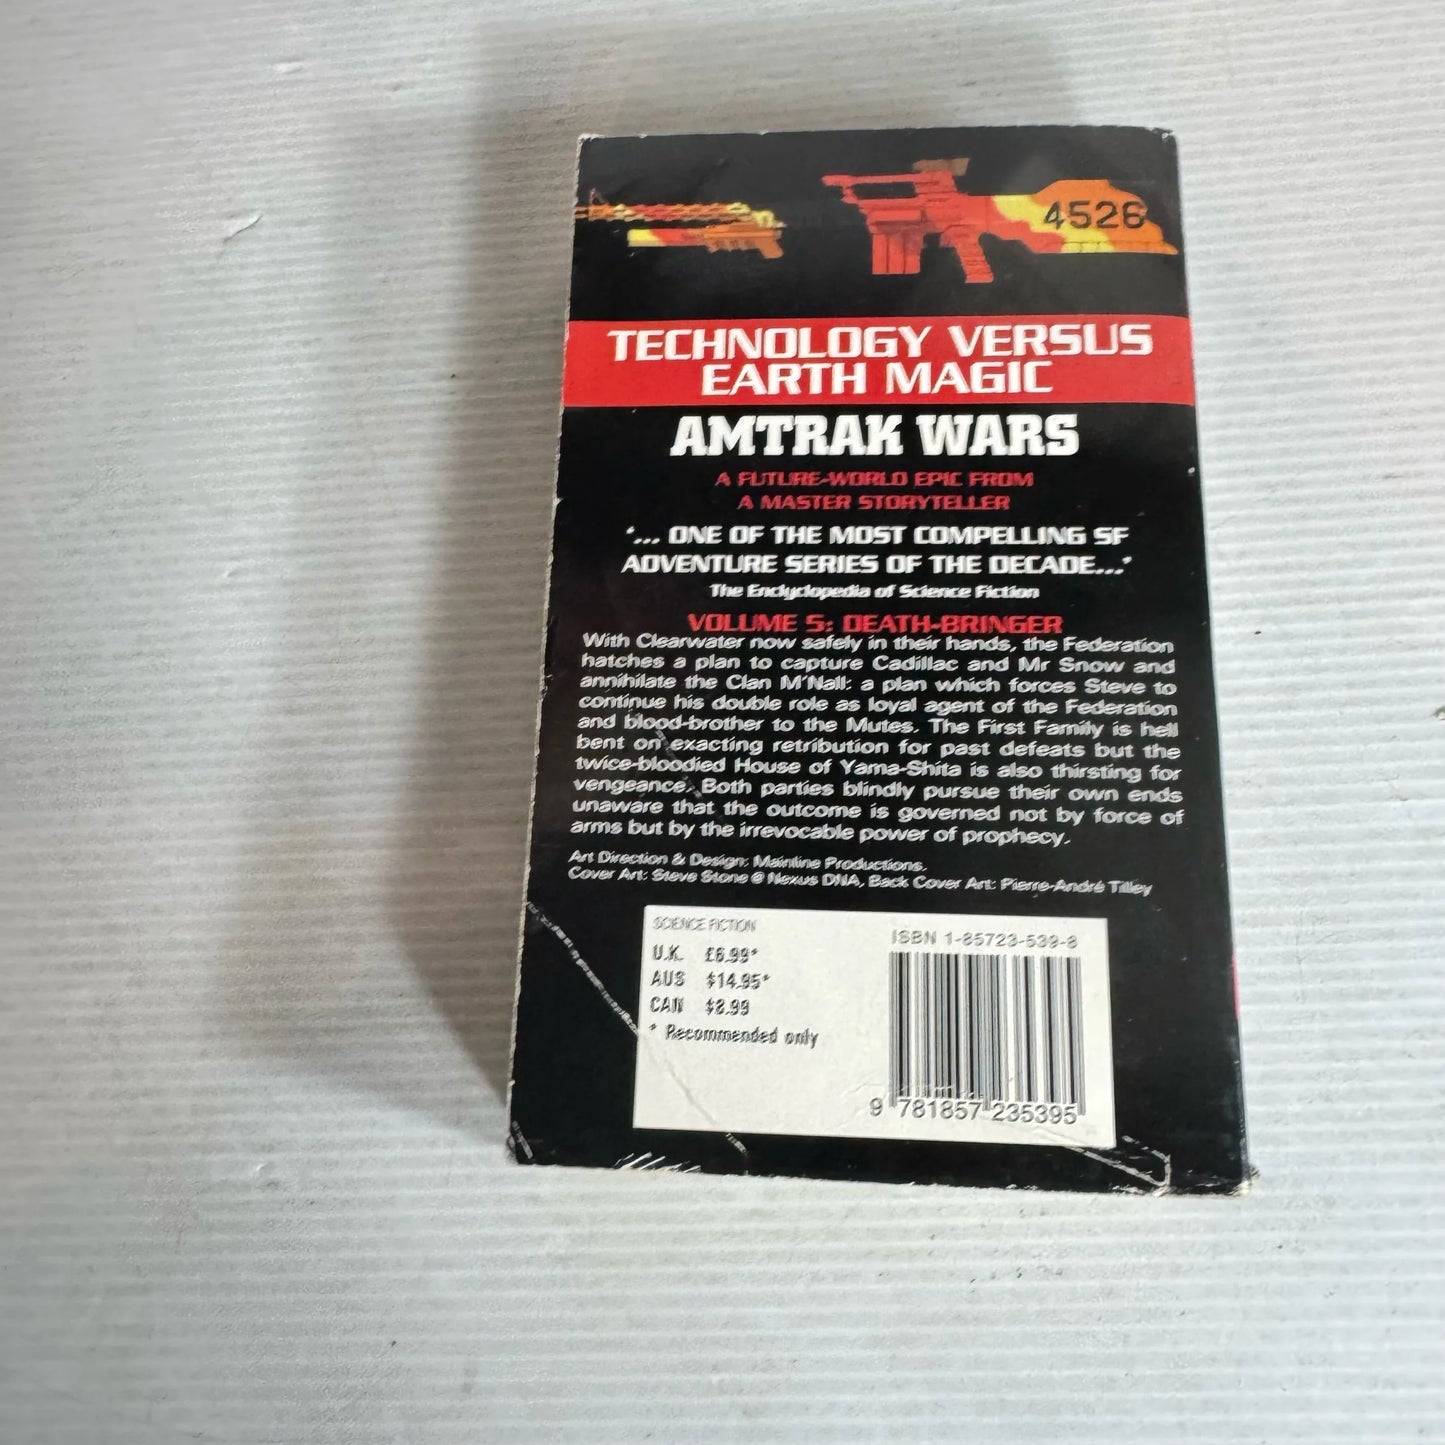 4526
TECHNOLOGY VERSUS
EARTH MAGIC
AMTRAK WARS
A FUTURE-WORLD EPIC FROM
A MASTER STORYTELLER
'... ONE OF THE MOST COMPELLING SF
ADVENTURE SERIES OF THE DECADE...'
The Enclyclopedia of Science Fiction
VOLUME 5: DEATH-BRINGER
With Clearwater now safely in their hands, the Federation
hatches a plan to capture Cadillac and Mr Snow and
annihilate the Clan M'Nall: a plan which forces Steve to
continue his double role as loyal agent of the Federation
and blood-brother to the Mutes. The First Family is hell
bent on exacting retribution for past defeats but the
twice-bloodied House of Yama-Shita is also thirsting for
vengeance. Both parties blindly pursue their own ends
unaware that the outcome is governed not by force of
arms but by the irrevocable power of prophecy.
Art Direction & Design: Mainline Productions.
Cover Art: Steve Stone @ Nexus DNA, Back Cover Art: Pierre-André Tilley
SCIENCE FICTION
U.K. £6.99*
AUS $14.95*
CAN $8.99
* Recommended only
ISBN 1-85723-539-8
9 781857 235395